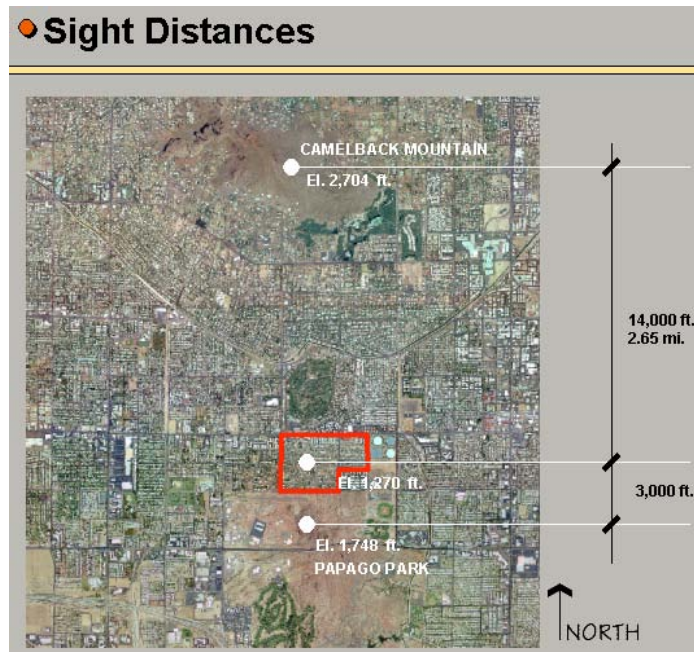 Sight Distances
CAMELBACK MOUNTAIN
El. 2,704 ft.
14,000 ft.
2.65 mi.
El. 1,270 ft.
3,000 ft.
El. 1,748 ft.
PAPAGO PARK
NORTH